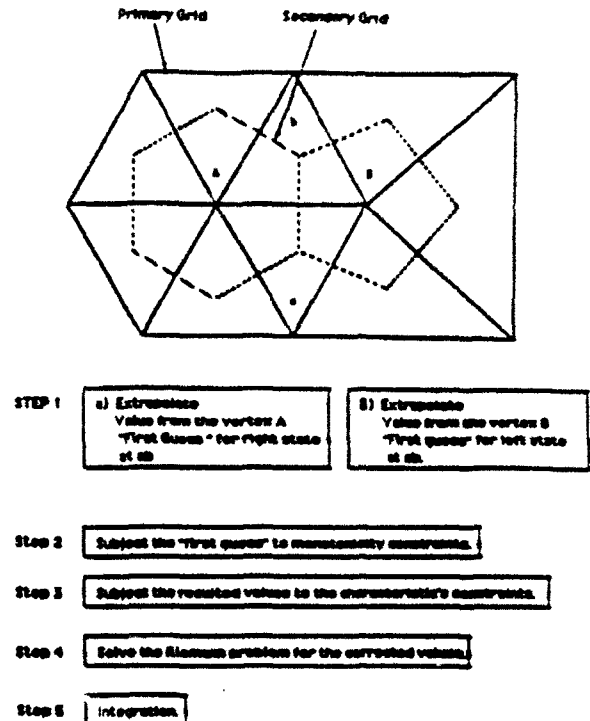 Primary Grid
Secondary Grid
b
A
B
a
STEP 1
a) Extrapolate
Value from the vertex A
"First Guess" for right state
at ab
B) Extrapolate
Value from the vertex B
"First guess" for left state
at ab.
Step 2
Subject the "first guess" to monotonicity constraints.
Step 3
Subject the resulted values to the characteristic's constraints.
Step 4
Solve the Riemann problem for the corrected values.
Step 5
Integration.